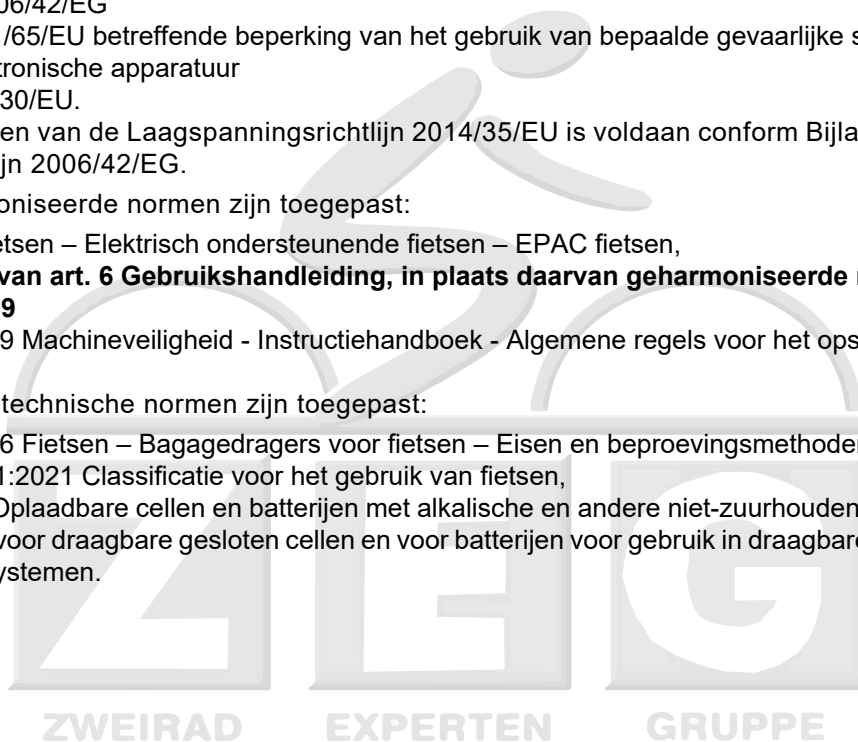 06/42/EG
/65/EU betreffende beperking van het gebruik van bepaalde gevaarlijke s
tronische apparatuur
30/EU.
en van de Laagspanningsrichtlijn 2014/35/EU is voldaan conform Bijla
jn 2006/42/EG.
oniseerde normen zijn toegepast:
etsen – Elektrisch ondersteunende fietsen – EPAC fietsen,
van art. 6 Gebruikshandleiding, in plaats daarvan geharmoniseerde
9
9 Machineveiligheid - Instructiehandboek - Algemene regels voor het ops
technische normen zijn toegepast:
6 Fietsen – Bagagedragers voor fietsen – Eisen en beproevingsmethoden
1:2021 Classificatie voor het gebruik van fietsen,
Oplaadbare cellen en batterijen met alkalische en andere niet-zuurhouden
voor draagbare gesloten cellen en voor batterijen voor gebruik in draagbare
ystemen.
ZEG
ZWEIRAD EXPERTEN GRUPPE